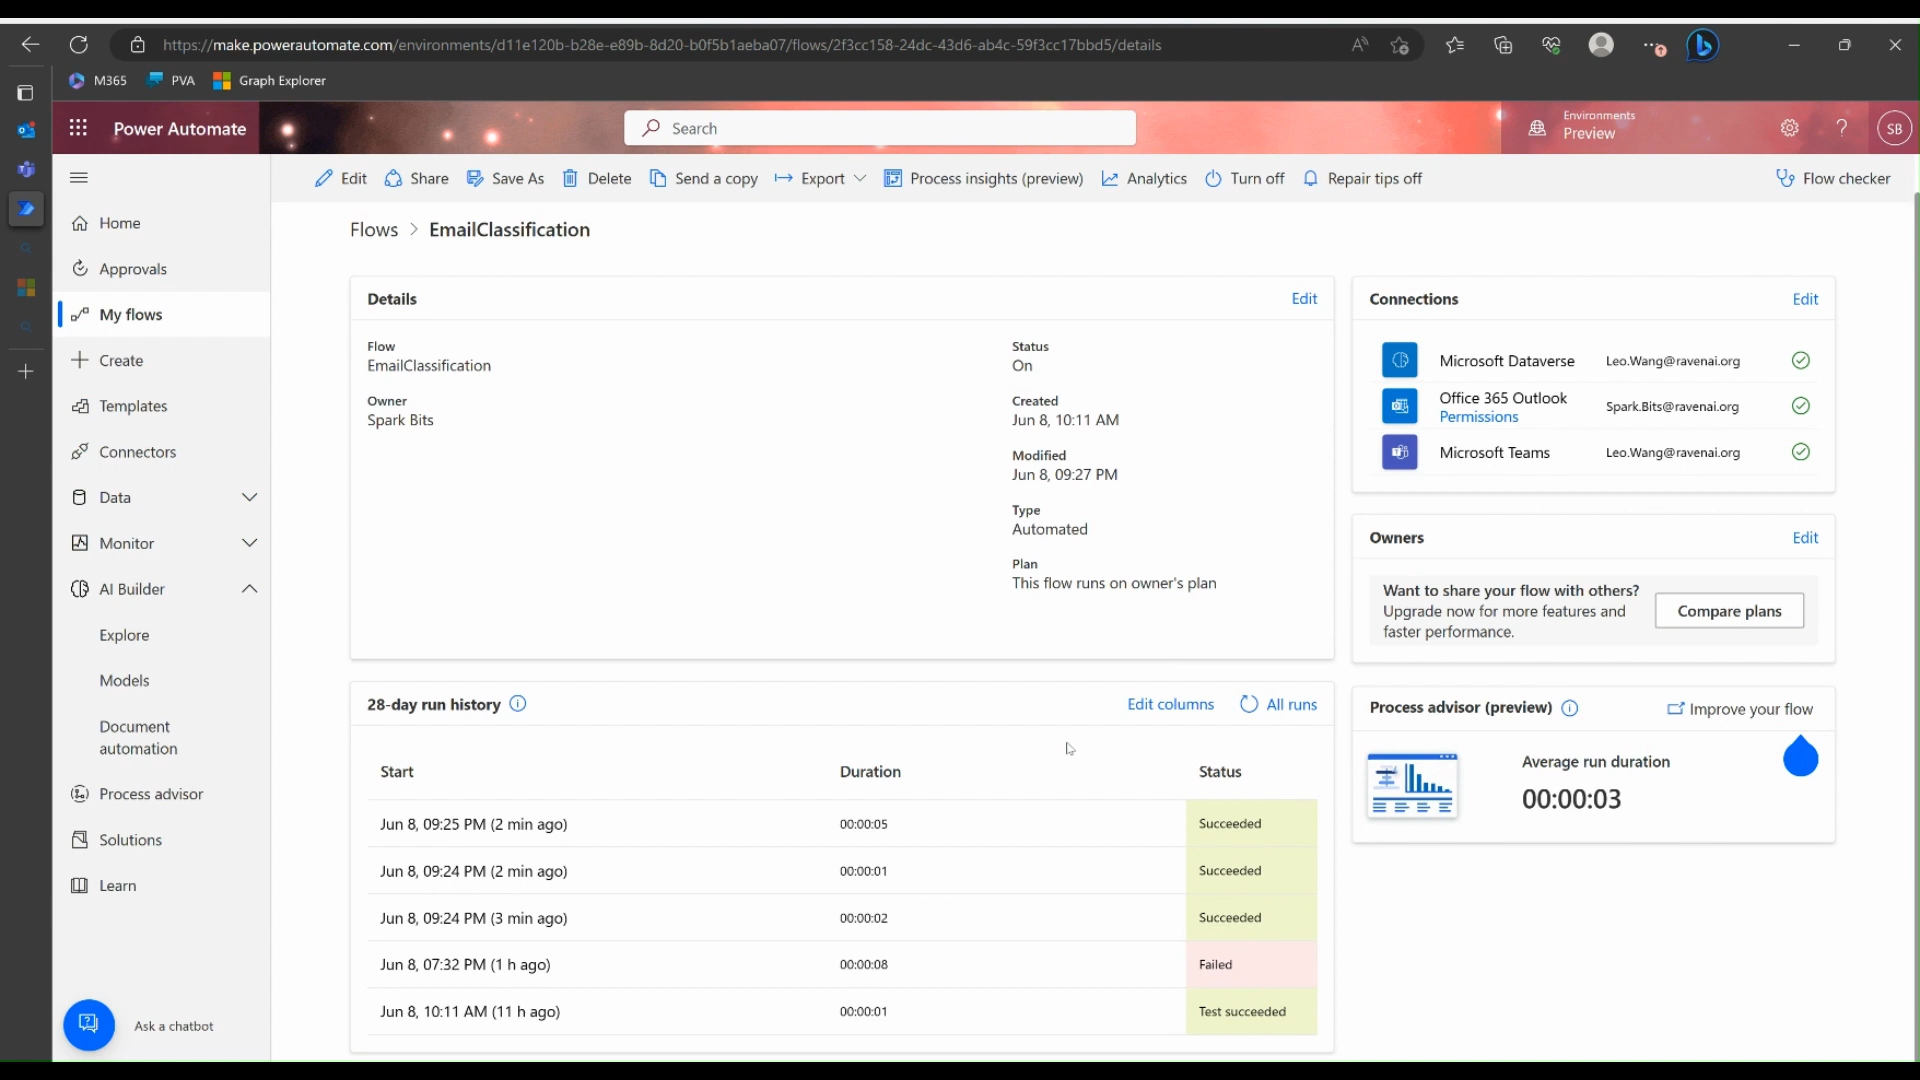 https://make.powerautomate.com/environments/d11e120b-b28e-e89b-8d20-b0f5b1aeba07/flows/2f3cc158-24dc-43d6-ab4c-59f3cc17bbd5/details
M365 PVA Graph Explorer
Power Automate
Search
Environments
Preview
?
SB
Edit Share Save As Delete Send a copy Export Process insights (preview) Analytics Turn off Repair tips off Flow checker
Home
Approvals
My flows
Create
Templates
Connectors
Data
Monitor
AI Builder
Explore
Models
Document
automation
Process advisor
Solutions
Learn
Ask a chatbot
Flows > EmailClassification
Details Edit
Flow
EmailClassification
Owner
Spark Bits
Status
On
Created
Jun 8, 10:11 AM
Modified
Jun 8, 09:27 PM
Type
Automated
Plan
This flow runs on owner's plan
28-day run history Edit columns All runs
Start Duration Status
Jun 8, 09:25 PM (2 min ago) 00:00:05 Succeeded
Jun 8, 09:24 PM (2 min ago) 00:00:01 Succeeded
Jun 8, 09:24 PM (3 min ago) 00:00:02 Succeeded
Jun 8, 07:32 PM (1 h ago) 00:00:08 Failed
Jun 8, 10:11 AM (11 h ago) 00:00:01 Test succeeded
Connections Edit
Microsoft Dataverse Leo.Wang@ravenai.org
Office 365 Outlook Spark.Bits@ravenai.org
Permissions
Microsoft Teams Leo.Wang@ravenai.org
Owners Edit
Want to share your flow with others?
Upgrade now for more features and
faster performance.
Compare plans
Process advisor (preview) Improve your flow
Average run duration
00:00:03